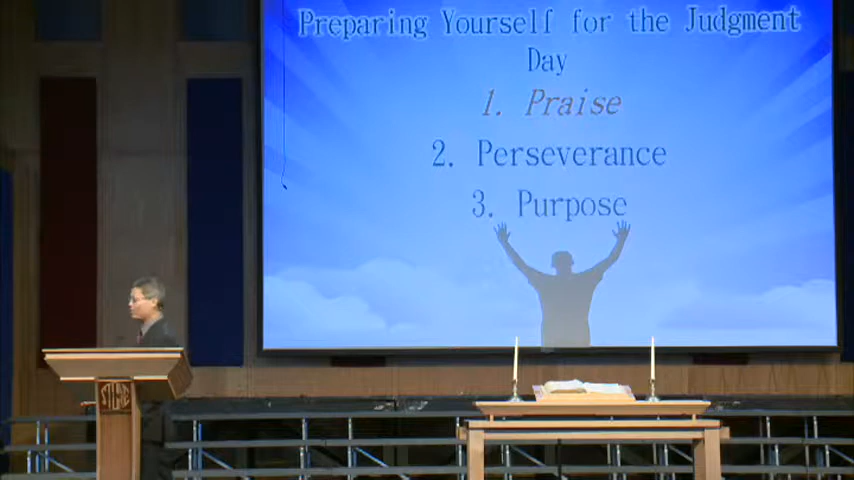 Preparing Yourself for the Judgment
Day
1. Praise
2. Perseverance
3. Purpose